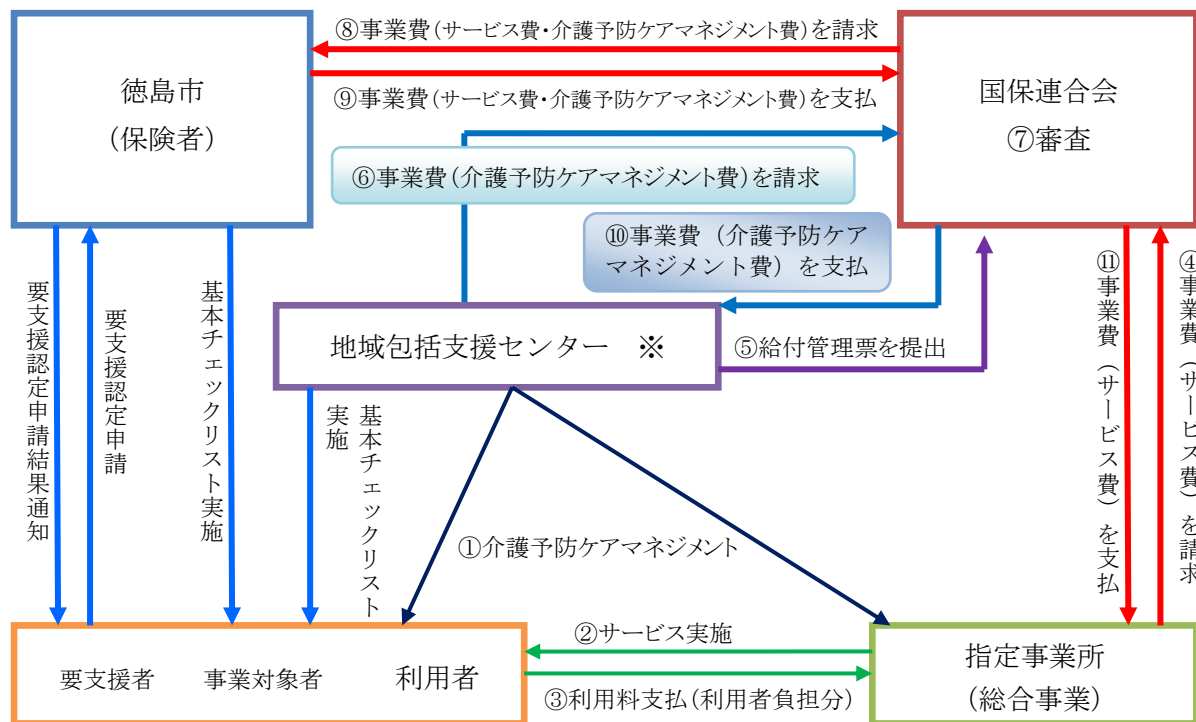 ⑧事業費(サービス費・介護予防ケアマネジメント費)を請求
徳島市
(保険者)
国保連合会
⑦審査
⑨事業費(サービス費・介護予防ケアマネジメント費)を支払
⑥事業費(介護予防ケアマネジメント費)を請求
⑩事業費（介護予防ケア
マネジメント費）を支払
要支援認定申請結果通知
要支援認定申請
基本チェックリスト実施
地域包括支援センター　※
⑤給付管理票を提出
⑪事業費（サービス費）を支払
④事業費（サービス費）を請求
基本チェックリスト
実施
①介護予防ケアマネジメント
②サービス実施
要支援者
事業対象者
利用者
指定事業所
(総合事業)
③利用料支払(利用者負担分)